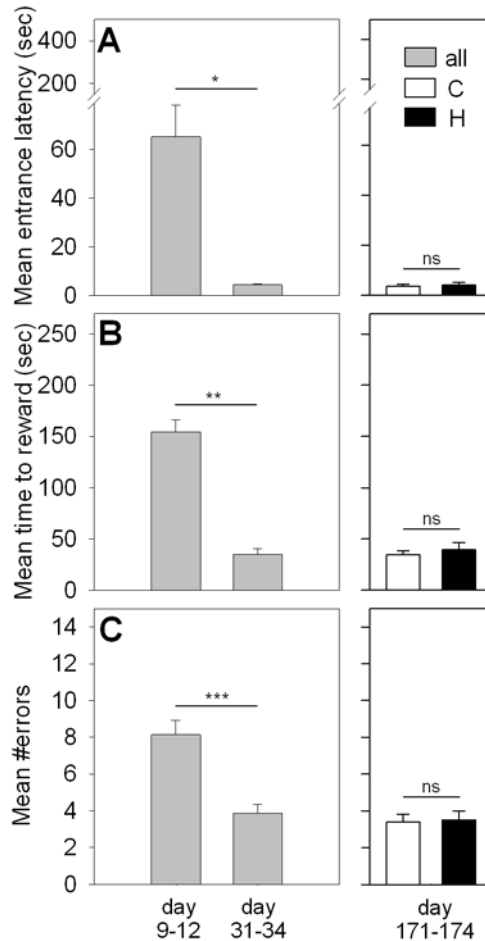 A
Mean entrance latency (sec)
400
200
60
40
20
0
*
all
C
H
ns
B
Mean time to reward (sec)
250
200
150
100
50
0
**
ns
C
Mean #errors
14
12
10
8
6
4
2
0
***
ns
day
9-12
day
31-34
day
171-174